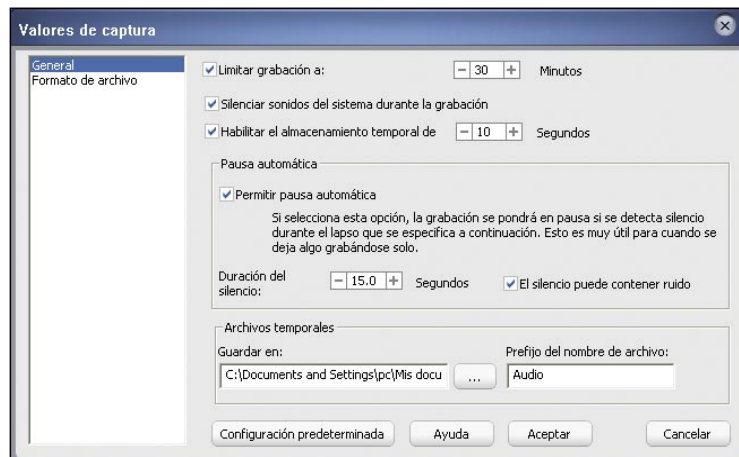 Valores de captura
General
Formato de archivo
Limitar grabación a:
30
Minutos
Silenciar sonidos del sistema durante la grabación
Habilitar el almacenamiento temporal de
10
Segundos
Pausa automática
Permitir pausa automática
Si selecciona esta opción, la grabación se pondrá en pausa si se detecta silencio
durante el lapso que se especifica a continuación. Esto es muy útil para cuando se
deja algo grabándose solo.
Duración del
silencio:
15.0
Segundos
El silencio puede contener ruido
Archivos temporales
Guardar en:
Prefijo del nombre de archivo:
C:\Documents and Settings\pc\Mis docu
...
Audio
Configuración predeterminada
Ayuda
Aceptar
Cancelar